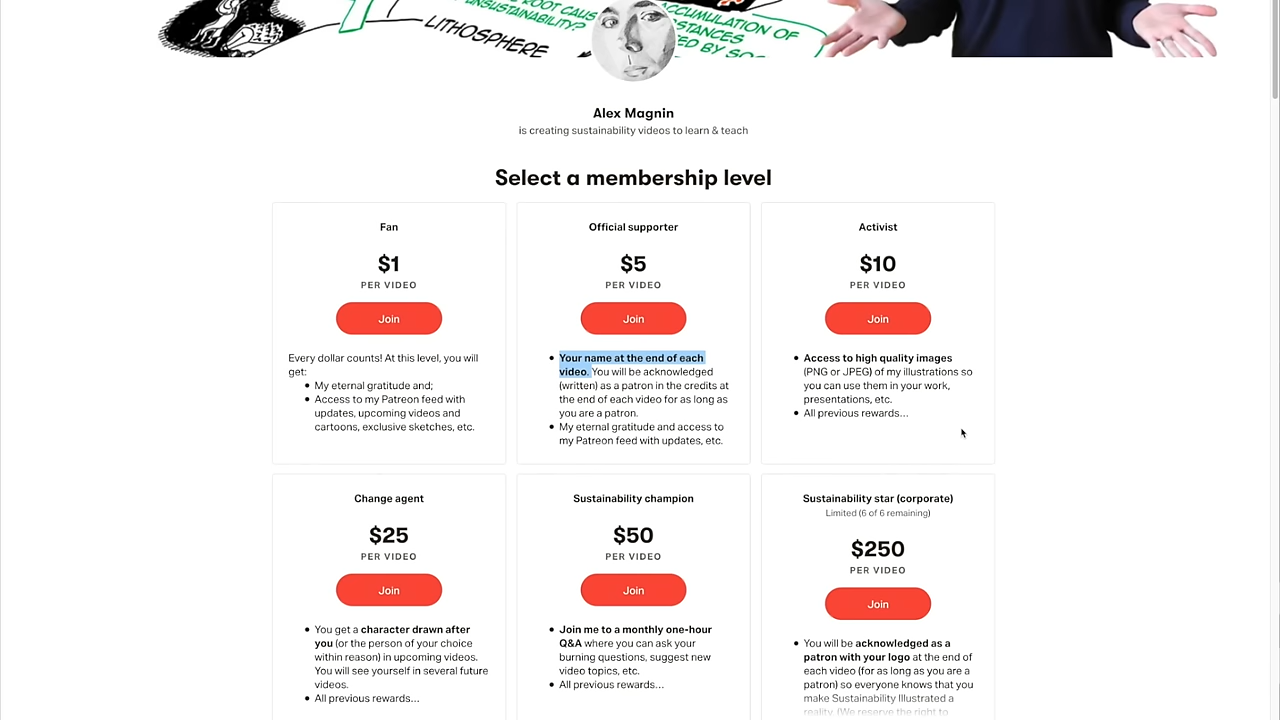 ROOT CAUS
UNSUSTAINABILITY?
LITHOSPHERE
ACCUMULATION OF
STANCES
ED BY SOC
Alex Magnin
is creating sustainability videos to learn & teach
Select a membership level
Fan
$1
PER VIDEO
Join
Every dollar counts! At this level, you will
get:
• My eternal gratitude and;
• Access to my Patreon feed with
updates, upcoming videos and
cartoons, exclusive sketches, etc.
Official supporter
$5
PER VIDEO
Join
• Your name at the end of each
video. You will be acknowledged
(written) as a patron in the credits at
the end of each video for as long as
you are a patron.
• My eternal gratitude and access to
my Patreon feed with updates, etc.
Activist
$10
PER VIDEO
Join
• Access to high quality images
(PNG or JPEG) of my illustrations so
you can use them in your work,
presentations, etc.
• All previous rewards...
Change agent
$25
PER VIDEO
Join
• You get a character drawn after
you (or the person of your choice
within reason) in upcoming videos.
You will see yourself in several future
videos.
• All previous rewards...
Sustainability champion
$50
PER VIDEO
Join
• Join me to a monthly one-hour
Q&A where you can ask your
burning questions, suggest new
video topics, etc.
• All previous rewards...
Sustainability star (corporate)
Limited (6 of 6 remaining)
$250
PER VIDEO
Join
• You will be acknowledged as a
patron with your logo at the end of
each video (for as long as you are a
patron) so everyone knows that you
make Sustainability Illustrated a
reality. (We reserve the right to